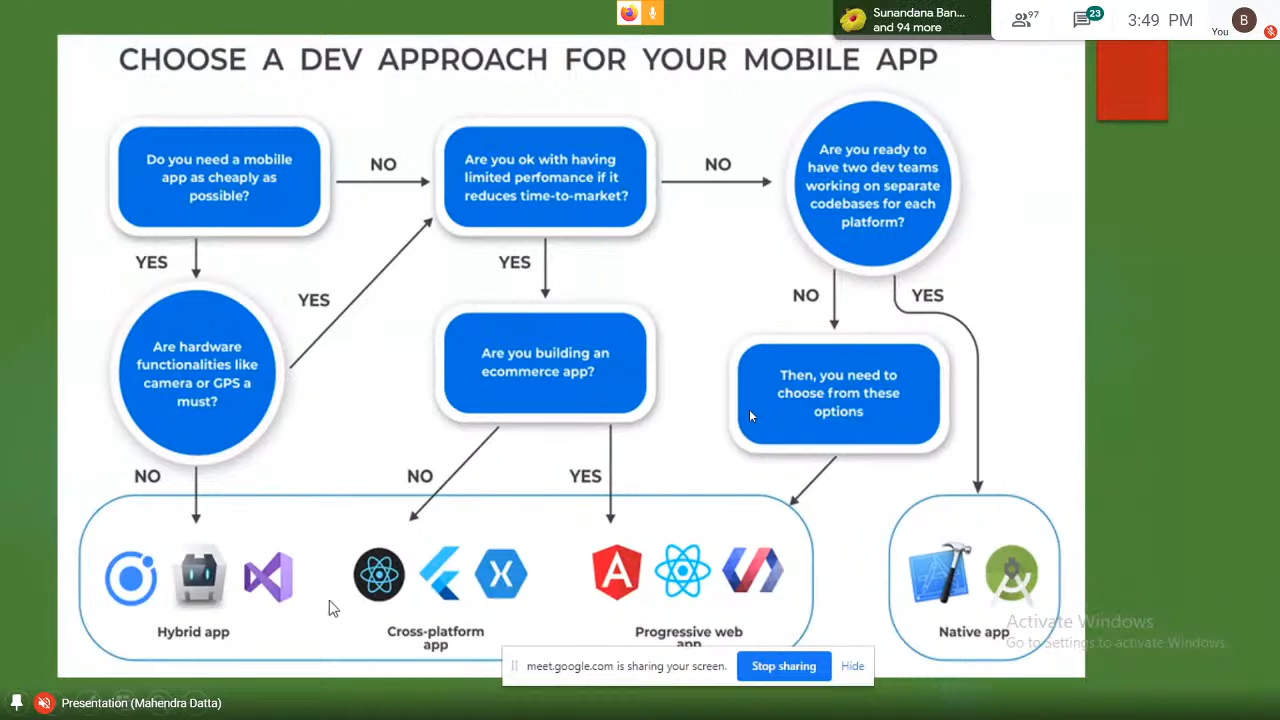 Sunandana Ban...
and 94 more
97
23
3:49 PM
You
B
CHOOSE A DEV APPROACH FOR YOUR MOBILE APP
Do you need a mobile
app as cheaply as
possible?
NO
Are you ok with having
limited perfomance if it
reduces time-to-market?
NO
Are you ready to
have two dev teams
working on separate
codebases for each
platform?
YES
YES
YES
NO
YES
Are hardware
functionalities like
camera or GPS a
must?
Are you building an
ecommerce app?
Then, you need to
choose from these
options
NO
NO
YES
Hybrid app
Cross-platform
app
Progressive web
app
Native app
Activate Windows
Go to Settings to activate Windows.
meet.google.com is sharing your screen.
Stop sharing
Hide
Presentation (Mahendra Datta)